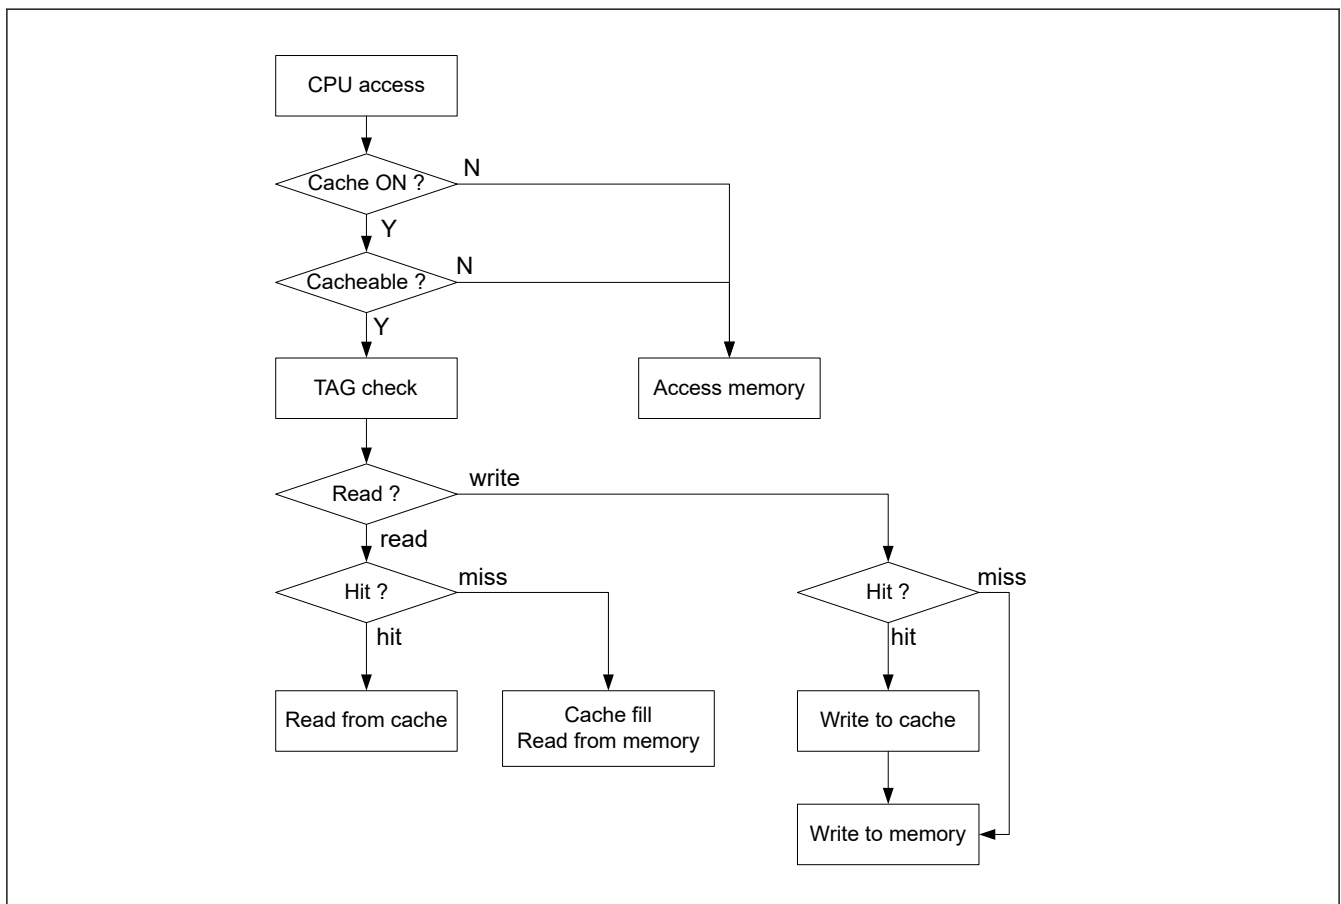 CPU access
Cache ON ?
N
Y
Cacheable ?
N
Y
TAG check
Access memory
Read ?
write
read
Hit ?
miss
hit
Hit ?
miss
hit
Read from cache
Cache fill
Read from memory
Write to cache
Write to memory